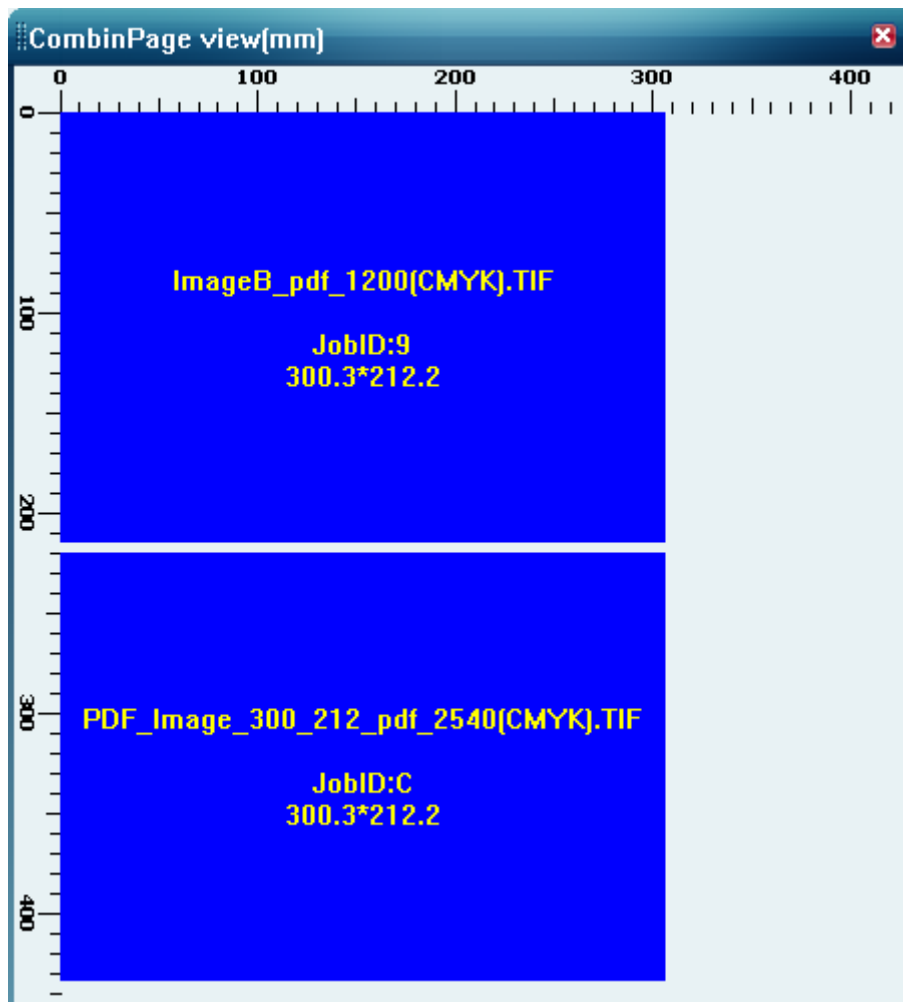 CombinPage view(mm)
0 100 200 300 400
0
ImageB_pdf_1200(CMYK).TIF
100
JobID:9
300.3*212.2
200
300
PDF_Image_300_212_pdf_2540(CMYK).TIF
JobID:C
300.3*212.2
400